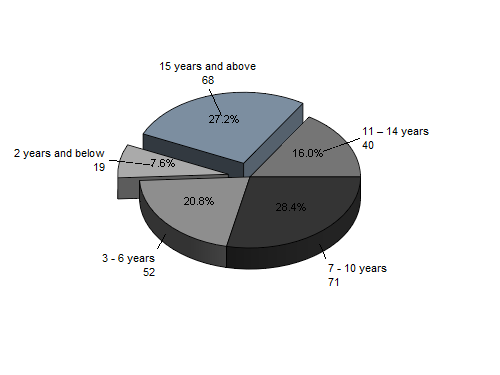 15 years and above
68
27.2%
11 – 14 years
40
16.0%
2 years and below
19
7.6%
20.8%
28.4%
3 - 6 years
52
7 - 10 years
71